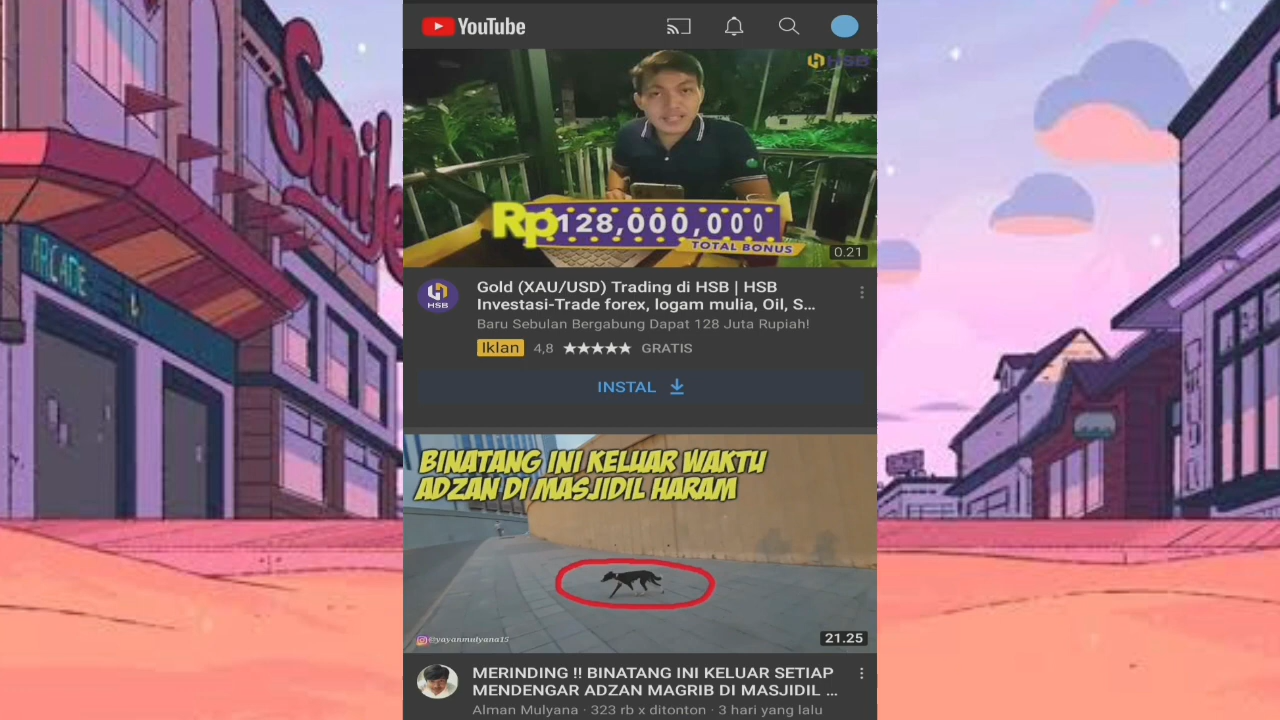 Smile
ARCADE
YouTube
HSB
Rp128,000,000
TOTAL BONUS
0.21
HSB
Gold (XAU/USD) Trading di HSB | HSB
Investasi-Trade forex, logam mulia, Oil, S...
Baru Sebulan Bergabung Dapat 128 Juta Rupiah!
Iklan 4,8 ★★★★★ GRATIS
INSTAL
BINATANG INI KELUAR WAKTU
ADZAN DI MASJIDIL HARAM
@yayanmulyana15
21.25
MERINDING !! BINATANG INI KELUAR SETIAP
MENDENGAR ADZAN MAGRIB DI MASJIDIL ...
Alman Mulyana · 323 rb x ditonton · 3 hari yang lalu